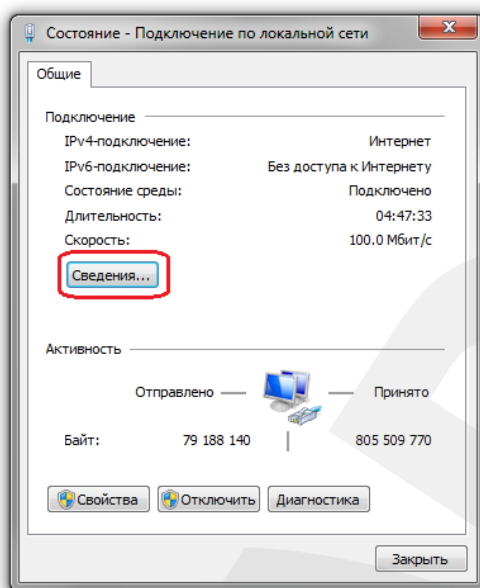 Состояние - Подключение по локальной сети
Общие
Подключение
IPv4-подключение: Интернет
IPv6-подключение: Без доступа к Интернету
Состояние среды: Подключено
Длительность: 04:47:33
Скорость: 100.0 Мбит/с
Сведения...
Активность
Отправлено — Принято
Байт: 79 188 140 805 509 770
Свойства Отключить Диагностика
Закрыть